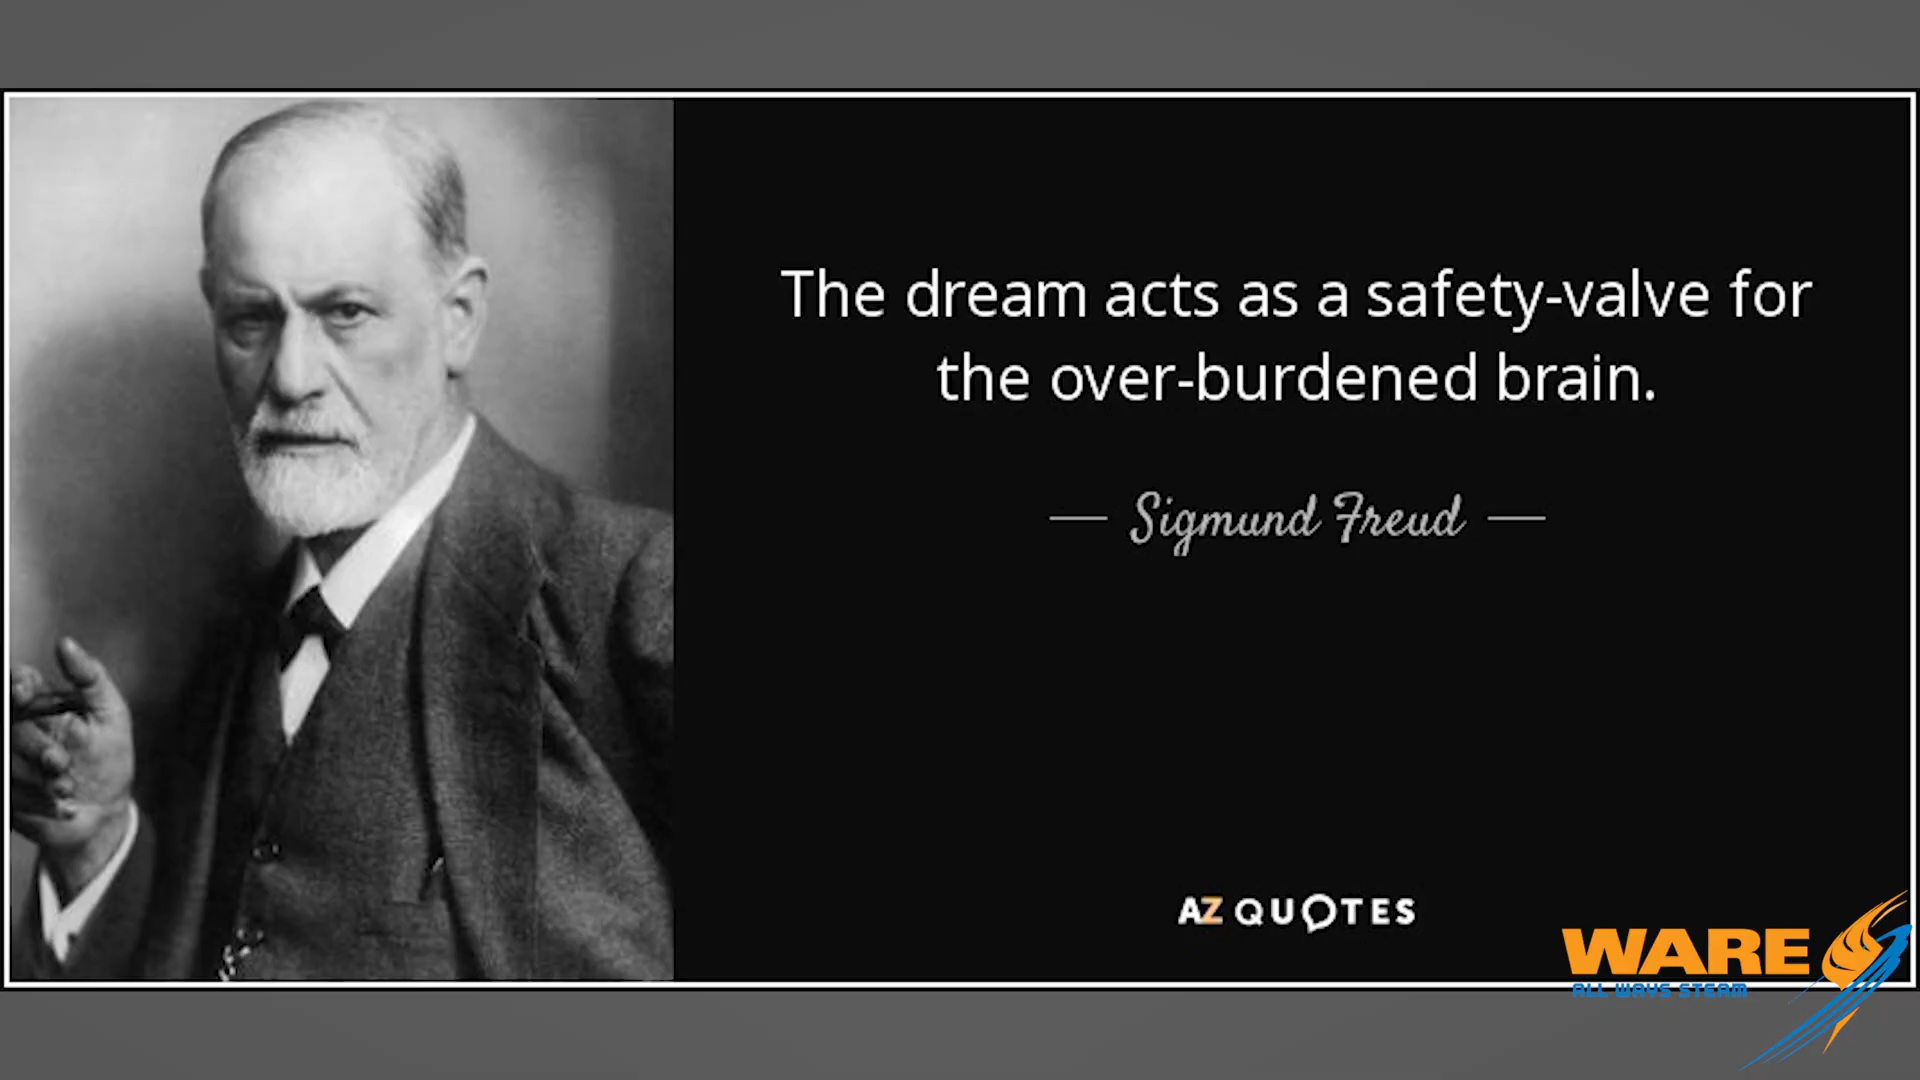 The dream acts as a safety-valve for
the over-burdened brain.
— Sigmund Freud —
AZ QUOTES
WARE
ALL WAYS STEAM